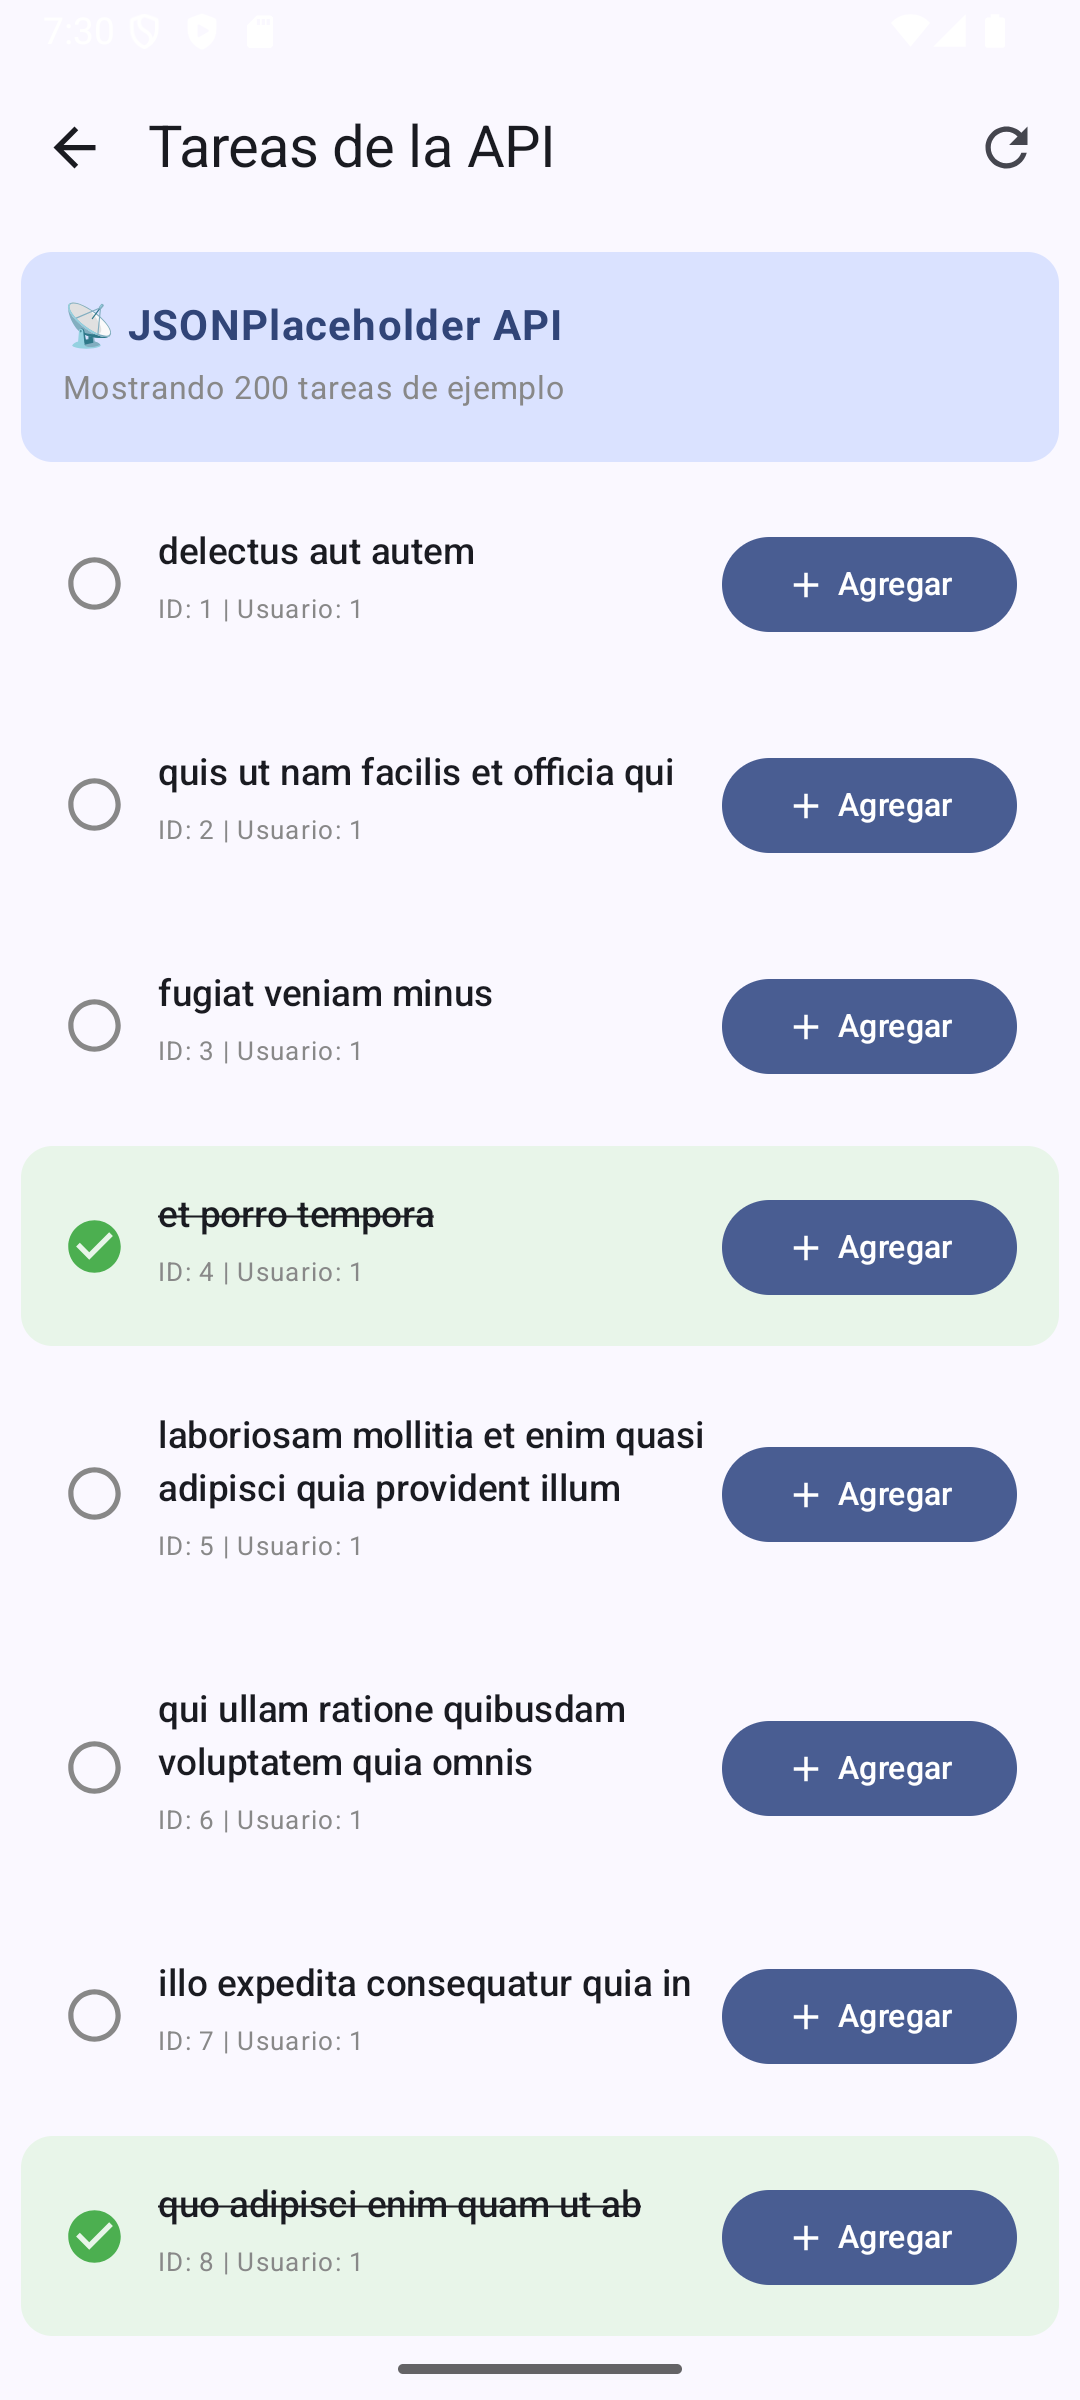 7:30
Tareas de la API
JSONPlaceholder API
Mostrando 200 tareas de ejemplo
delectus aut autem
ID: 1 | Usuario: 1
+ Agregar
quis ut nam facilis et officia qui
ID: 2 | Usuario: 1
+ Agregar
fugiat veniam minus
ID: 3 | Usuario: 1
+ Agregar
et porro tempora
ID: 4 | Usuario: 1
+ Agregar
laboriosam mollitia et enim quasi
adipisci quia provident illum
ID: 5 | Usuario: 1
+ Agregar
qui ullam ratione quibusdam
voluptatem quia omnis
ID: 6 | Usuario: 1
+ Agregar
illo expedita consequatur quia in
ID: 7 | Usuario: 1
+ Agregar
quo adipisci enim quam ut ab
ID: 8 | Usuario: 1
+ Agregar